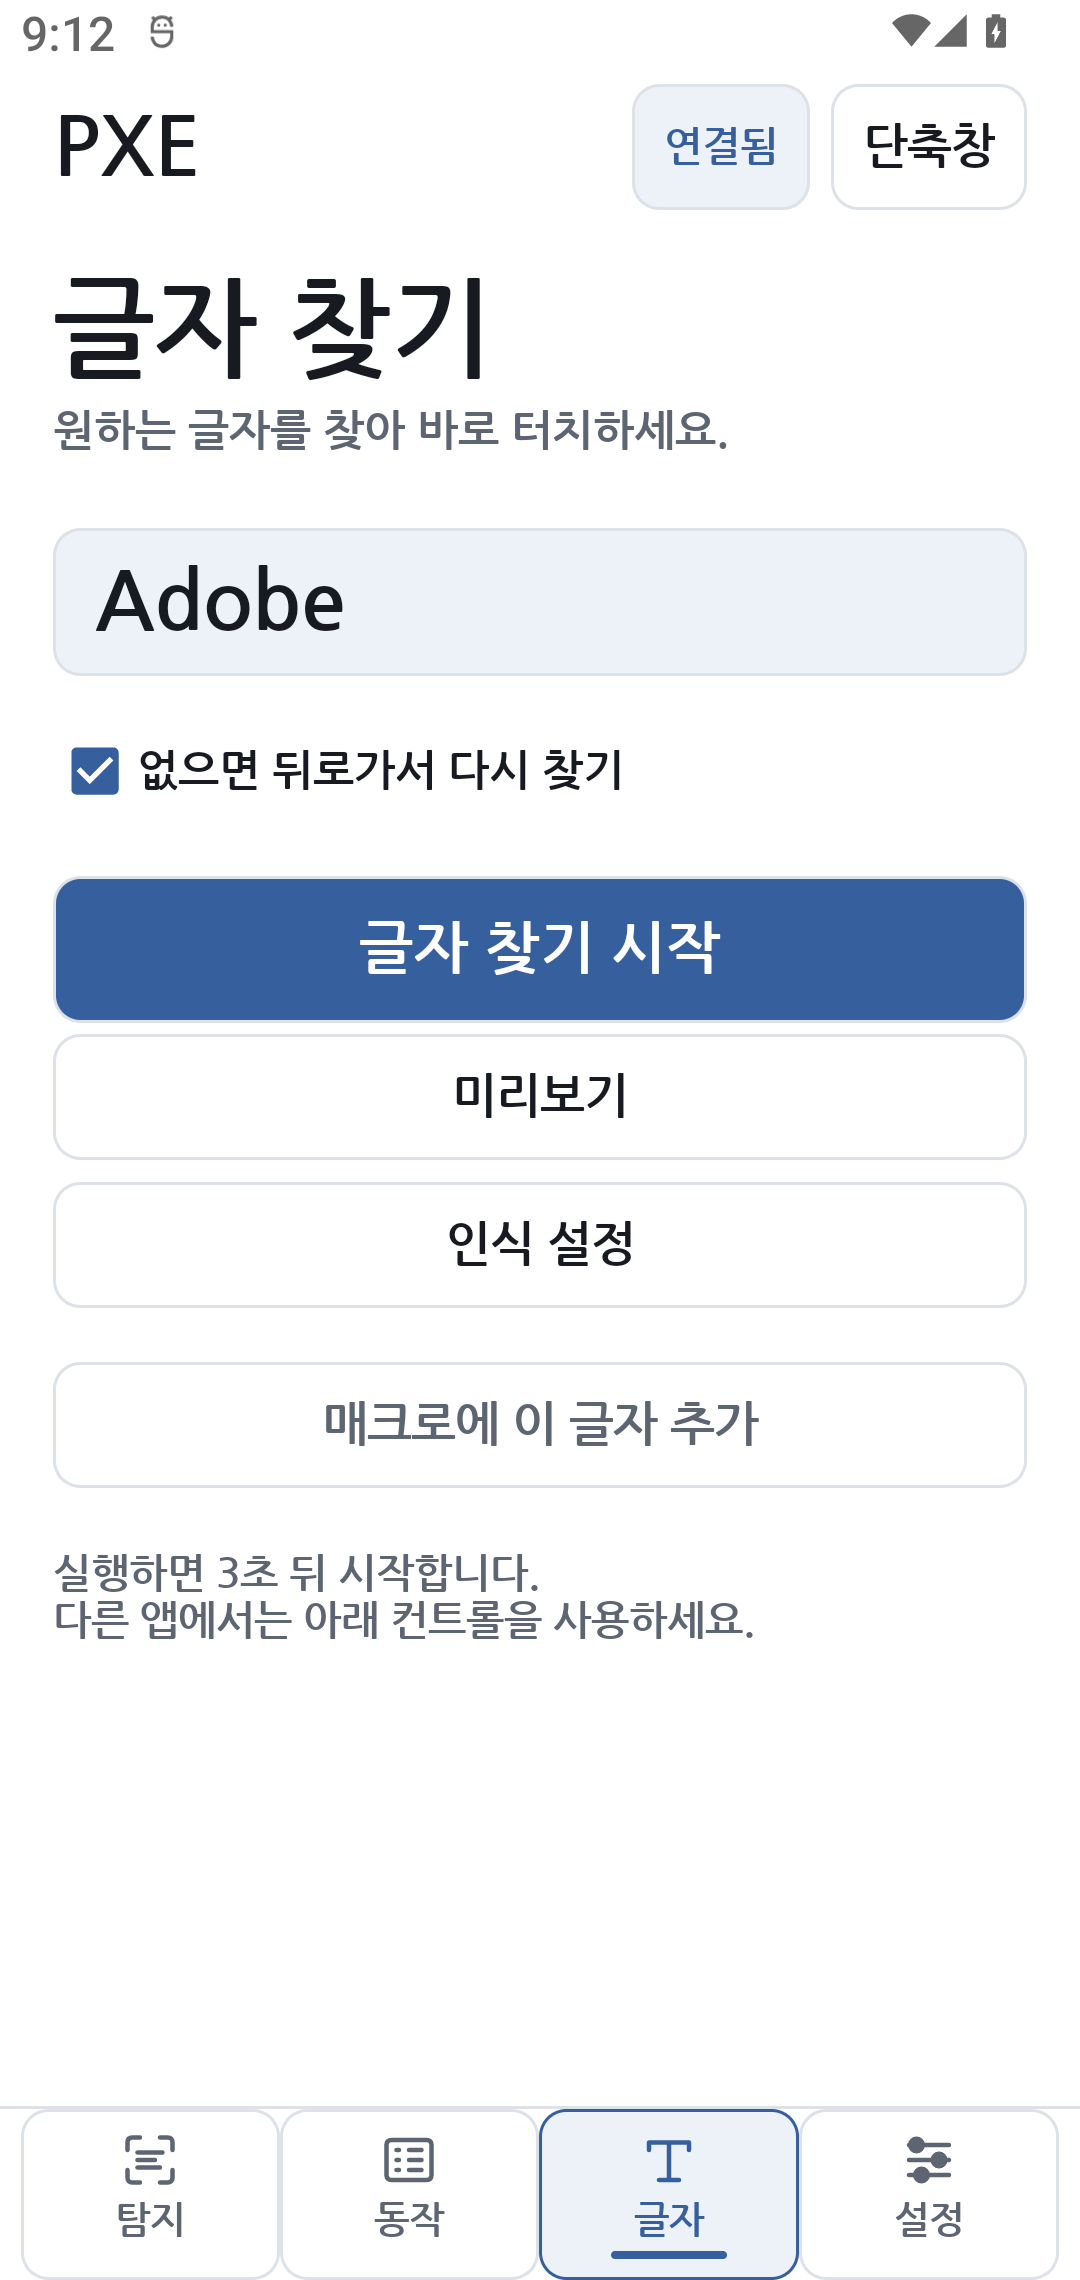 9:12
PXE
연결됨
단축창
글자 찾기
원하는 글자를 찾아 바로 터치하세요.
Adobe
없으면 뒤로가서 다시 찾기
글자 찾기 시작
미리보기
인식 설정
매크로에 이 글자 추가
실행하면 3초 뒤 시작합니다.
다른 앱에서는 아래 컨트롤을 사용하세요.
탐지
동작
글자
설정